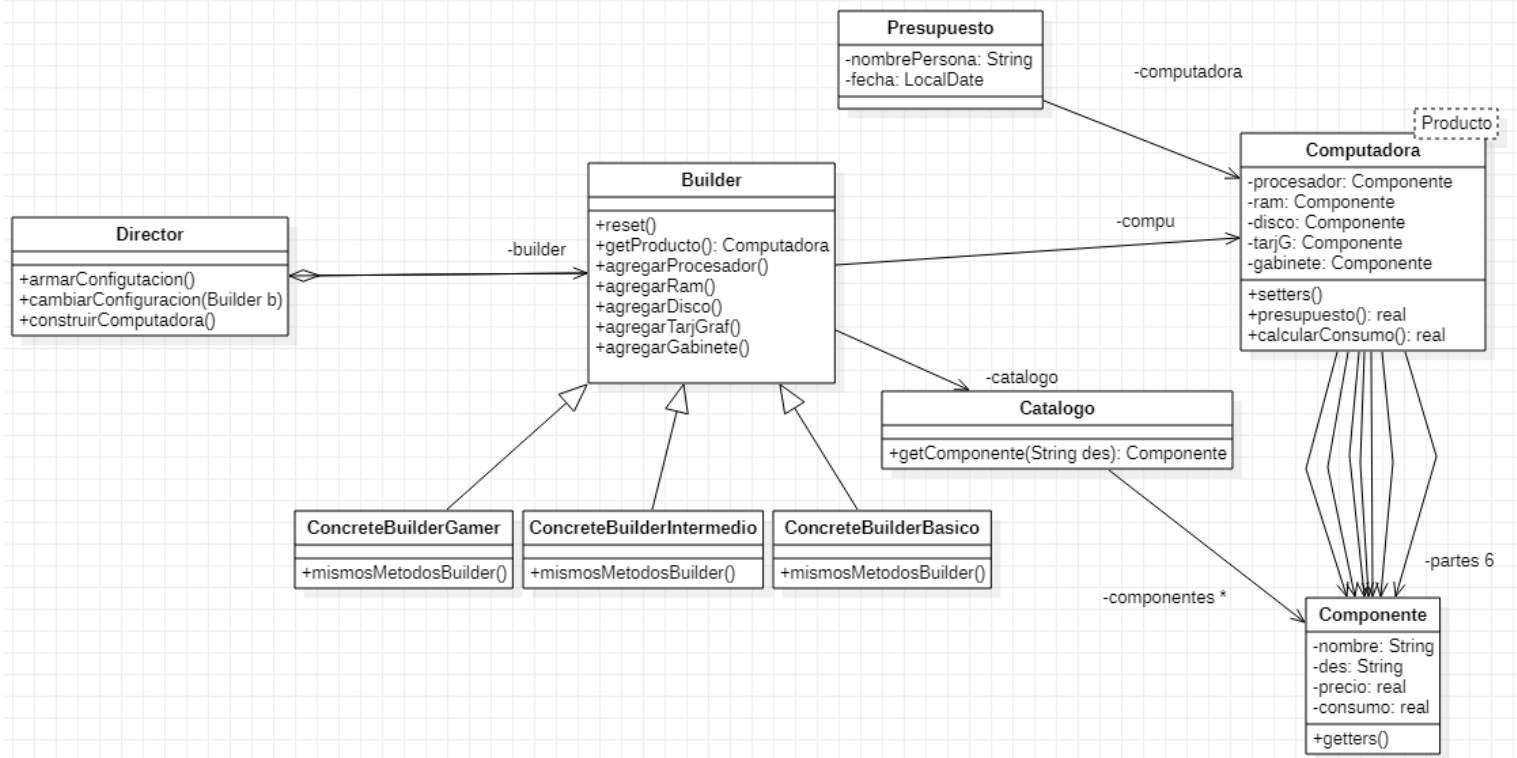 Presupuesto
-nombrePersona: String
-fecha: LocalDate
-computadora
Producto
Computadora
-procesador: Componente
-ram: Componente
-disco: Componente
-tarjG: Componente
-gabinete: Componente
+setters()
+presupuesto(): real
+calcularConsumo(): real
Builder
+reset()
+getProducto(): Computadora
+agregarProcesador()
+agregarRam()
+agregarDisco()
+agregarTarjGraf()
+agregarGabinete()
-compu
Director
+armarConfigutacion()
+cambiarConfiguracion(Builder b)
+construirComputadora()
-builder
-catalogo
Catalogo
+getComponente(String des): Componente
ConcreteBuilderGamer
+mismosMetodosBuilder()
ConcreteBuilderIntermedio
+mismosMetodosBuilder()
ConcreteBuilderBasico
+mismosMetodosBuilder()
-partes 6
-componentes *
Componente
-nombre: String
-des: String
-precio: real
-consumo: real
+getters()